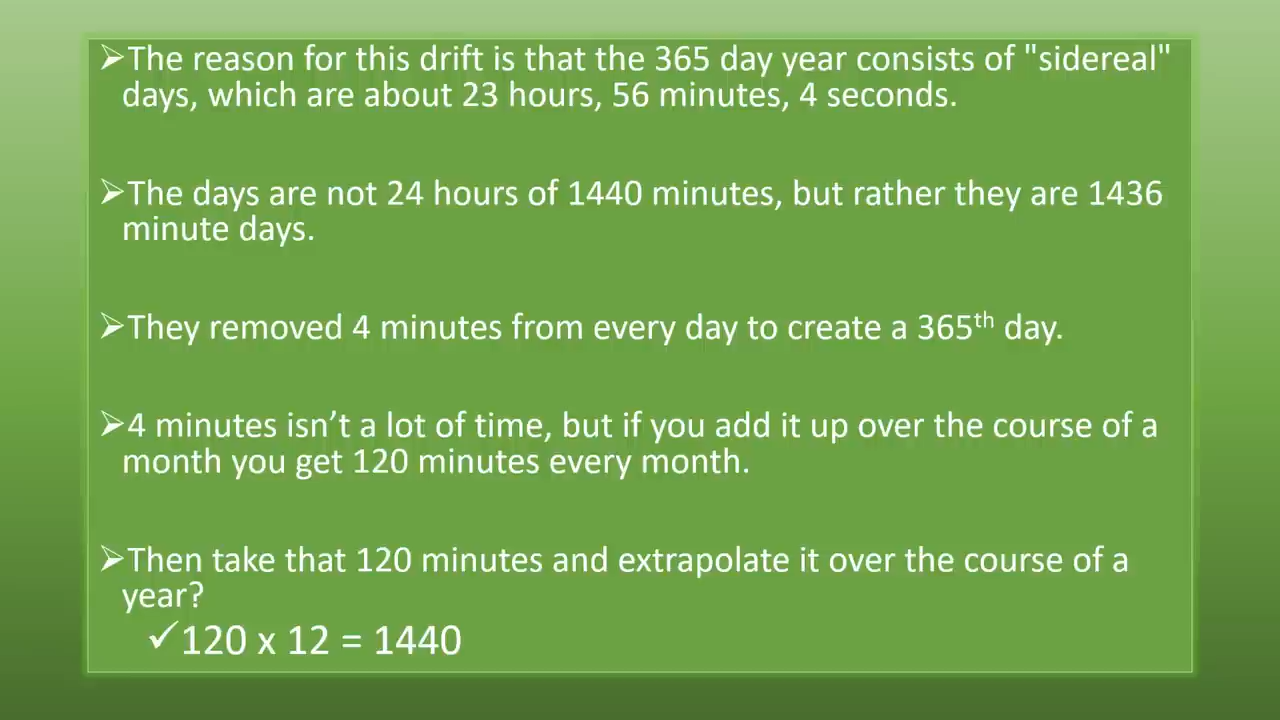 ➢The reason for this drift is that the 365 day year consists of "sidereal"
days, which are about 23 hours, 56 minutes, 4 seconds.
➢The days are not 24 hours of 1440 minutes, but rather they are 1436
minute days.
➢They removed 4 minutes from every day to create a 365th day.
➢4 minutes isn’t a lot of time, but if you add it up over the course of a
month you get 120 minutes every month.
➢Then take that 120 minutes and extrapolate it over the course of a
year?
✓120 x 12 = 1440